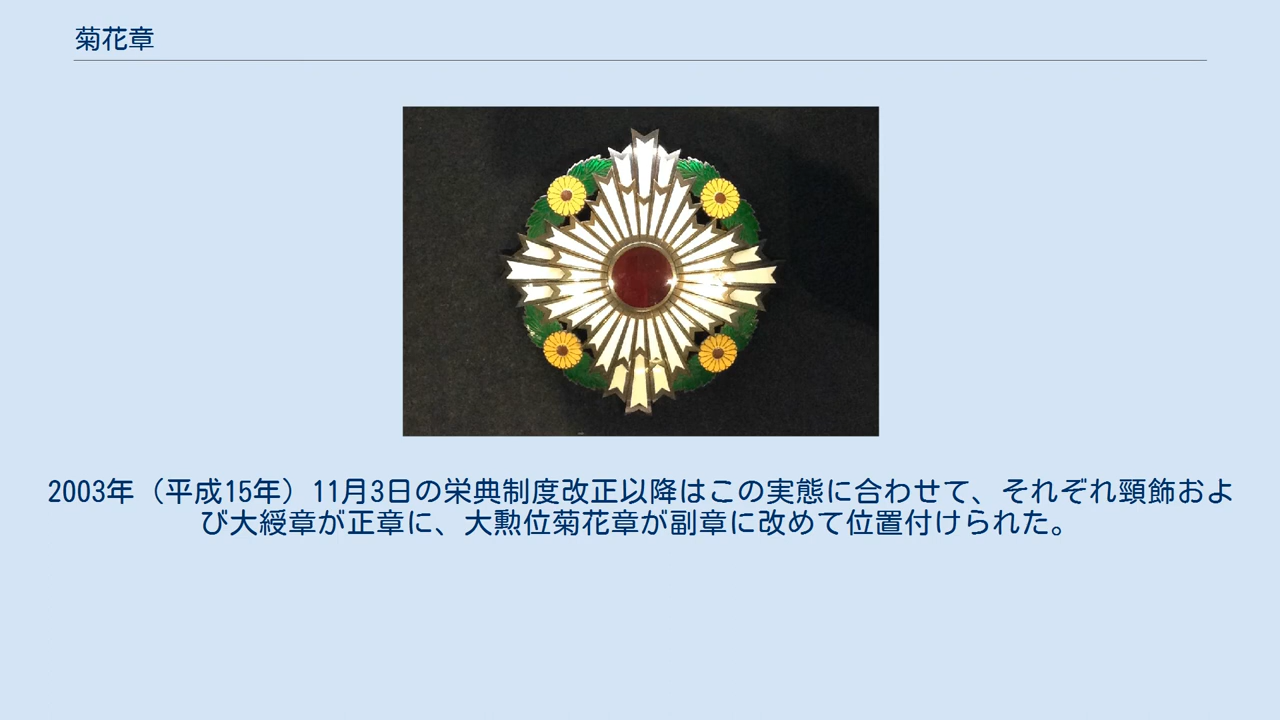 菊花章
2003年（平成15年）11月3日の栄典制度改正以降はこの実態に合わせて、それぞれ頸飾およ
び大綬章が正章に、大勲位菊花章が副章に改めて位置付けられた。